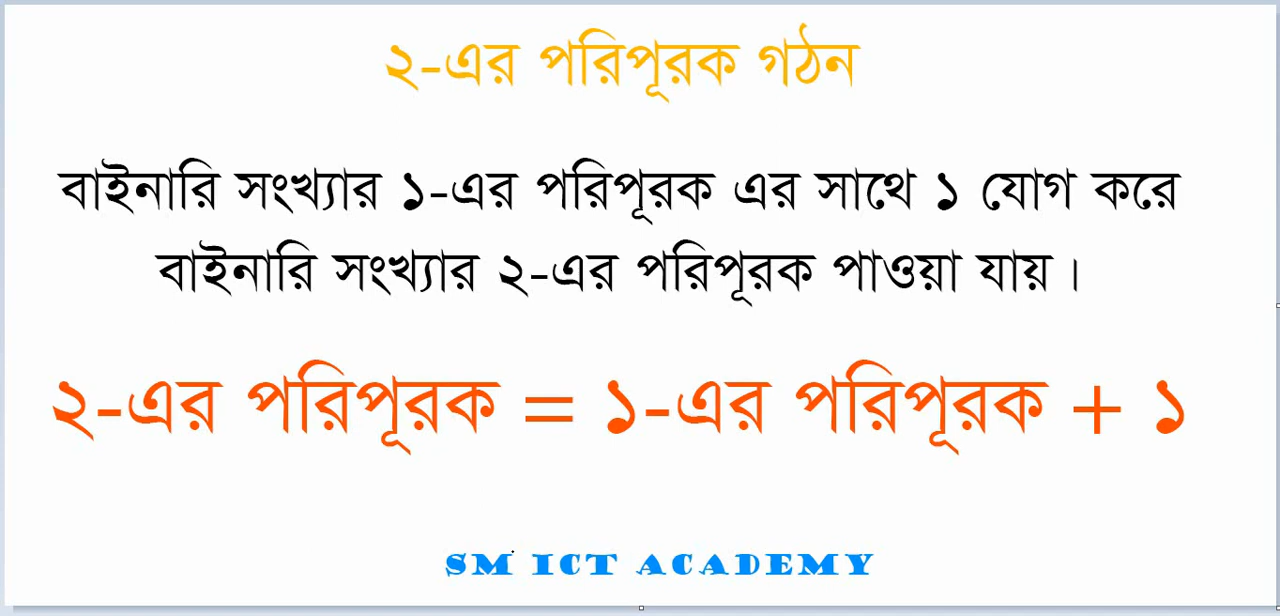 ২-এর পরিপূরক গঠন
বাইনারি সংখ্যার ১-এর পরিপূরক এর সাথে ১ যোগ করে
বাইনারি সংখ্যার ২-এর পরিপূরক পাওয়া যায়।
২-এর পরিপূরক = ১-এর পরিপূরক + ১
SM ICT ACADEMY